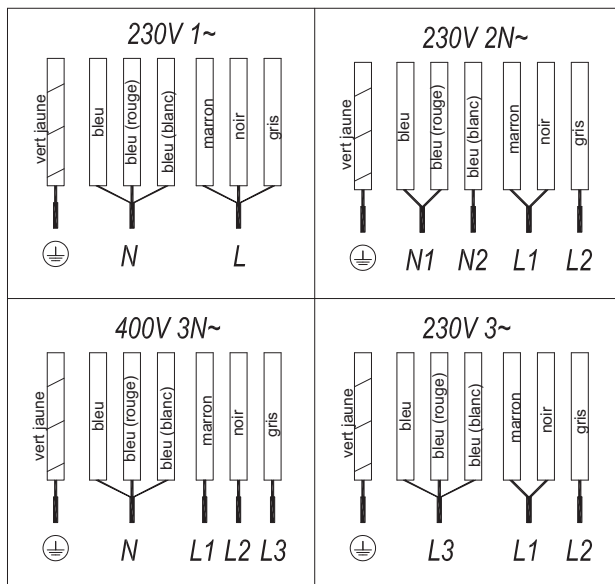 230V 1~
vert jaune
bleu
bleu (rouge)
bleu (blanc)
marron
noir
gris
N L
230V 2N~
vert jaune
bleu
bleu (rouge)
bleu (blanc)
marron
noir
gris
N1 N2 L1 L2
400V 3N~
vert jaune
bleu
bleu (rouge)
bleu (blanc)
marron
noir
gris
N L1 L2 L3
230V 3~
vert jaune
bleu
bleu (rouge)
bleu (blanc)
marron
noir
gris
L3 L1 L2